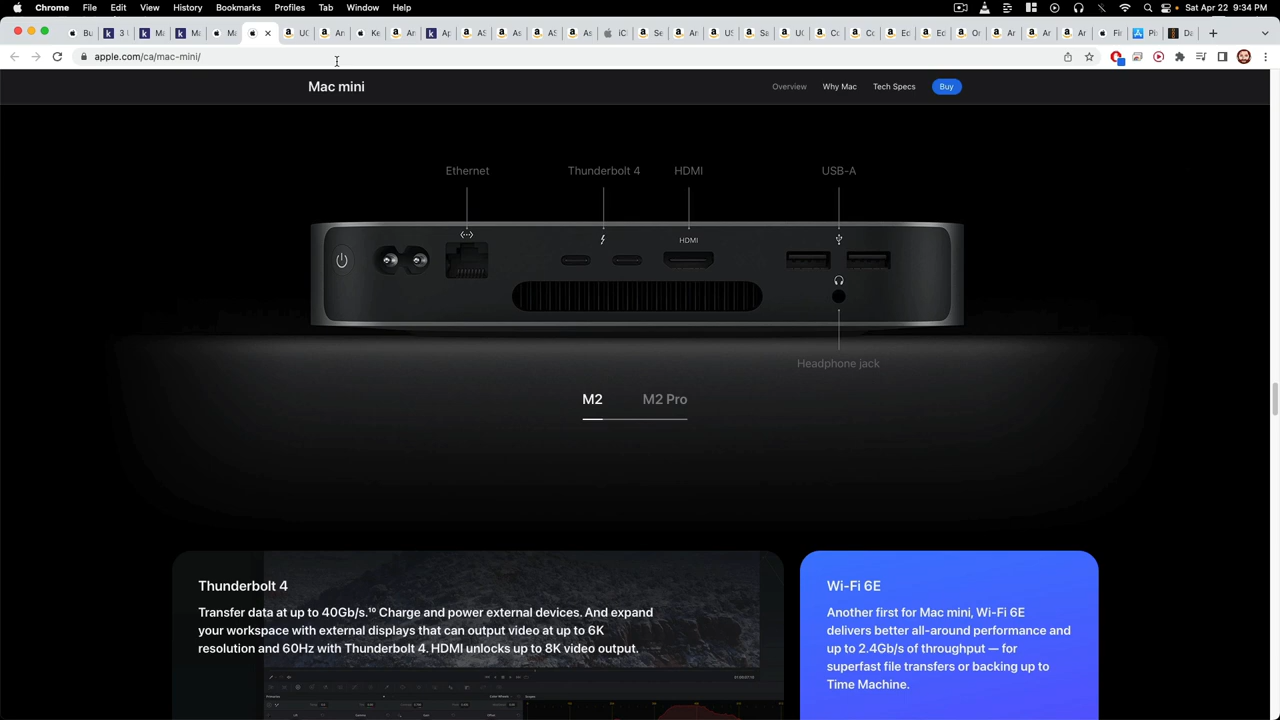 Chrome File Edit View History Bookmarks Profiles Tab Window Help Sat Apr 22 9:34 PM
apple.com/ca/mac-mini/
Mac mini Overview Why Mac Tech Specs Buy
Ethernet Thunderbolt 4 HDMI USB-A
HDMI
Headphone jack
M2 M2 Pro
Thunderbolt 4
Transfer data at up to 40Gb/s.¹⁰ Charge and power external devices. And expand
your workspace with external displays that can output video at up to 6K
resolution and 60Hz with Thunderbolt 4. HDMI unlocks up to 8K video output.
Wi-Fi 6E
Another first for Mac mini, Wi-Fi 6E
delivers better all-around performance and
up to 2.4Gb/s of throughput — for
superfast file transfers or backing up to
Time Machine.